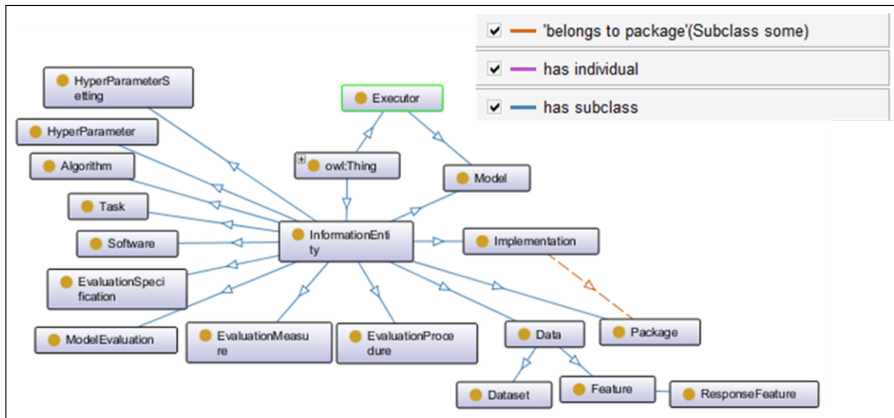 'belongs to package'(Subclass some)
has individual
has subclass
HyperParameterS
etting
Executor
HyperParameter
Algorithm
owl:Thing
Model
Task
InformationEnti
ty
Implementation
Software
EvaluationSpeci
fication
ModelEvaluation
EvaluationMeasu
re
EvaluationProce
dure
Data
Package
Dataset
Feature
ResponseFeature